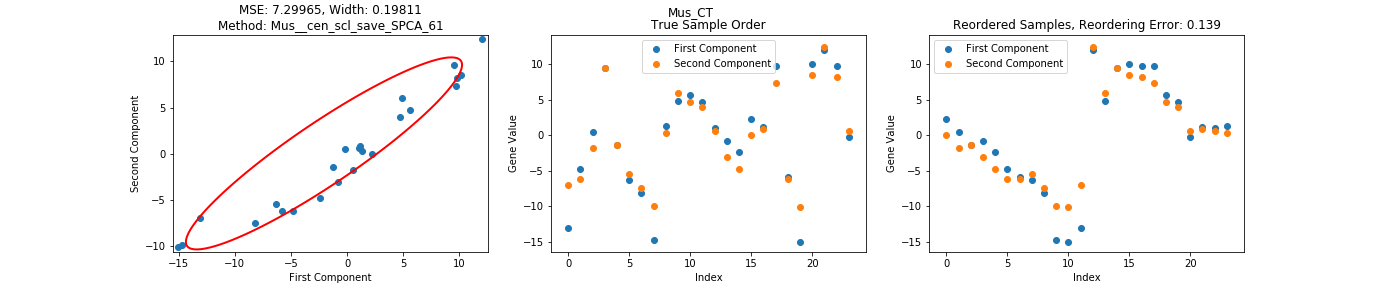 Mus_CT
MSE: 7.29965, Width: 0.19811
Method: Mus__cen_scl_save_SPCA_61
10
5
0
−5
−10
−15
−10
−5
0
5
10
Second Component
First Component
True Sample Order
First Component
Second Component
10
5
0
−5
−10
−15
0
5
10
15
20
Gene Value
Index
Reordered Samples, Reordering Error: 0.139
First Component
Second Component
10
5
0
−5
−10
−15
0
5
10
15
20
Gene Value
Index